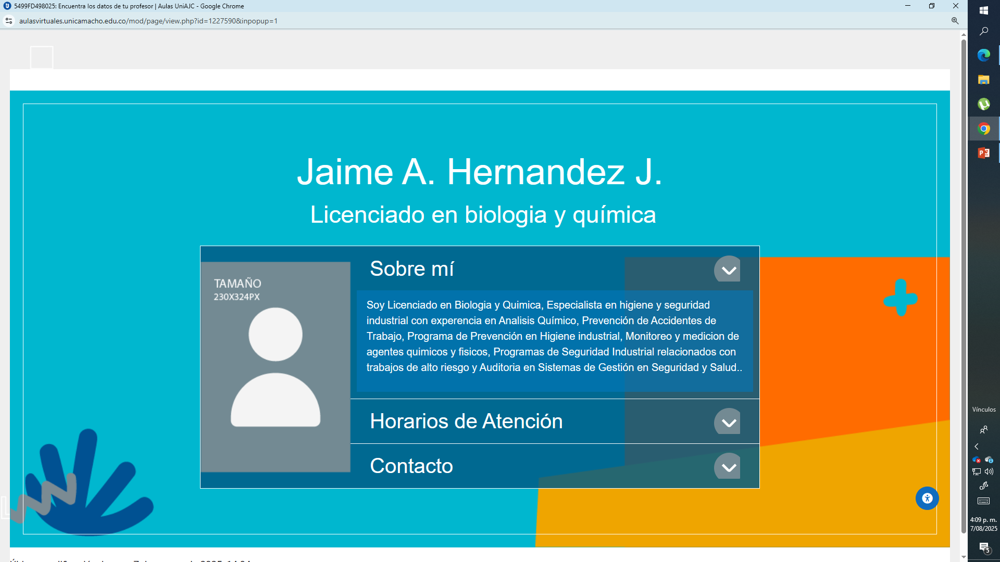 5499FD498025: Encuentra los datos de tu profesor | Aulas UniAJC - Google Chrome
aulasvirtuales.unicamacho.edu.co/mod/page/view.php?id=1227590&inpopup=1
Jaime A. Hernandez J.
Licenciado en biologia y química
TAMAÑO
230X324PX
Sobre mí
Soy Licenciado en Biologia y Quimica, Especialista en higiene y seguridad
industrial con experencia en Analisis Químico, Prevención de Accidentes de
Trabajo, Programa de Prevención en Higiene industrial, Monitoreo y medicion de
agentes quimicos y fisicos, Programas de Seguridad Industrial relacionados con
trabajos de alto riesgo y Auditoria en Sistemas de Gestión en Seguridad y Salud..
Horarios de Atención
Contacto
Vínculos
4:09 p. m.
7/08/2025
5